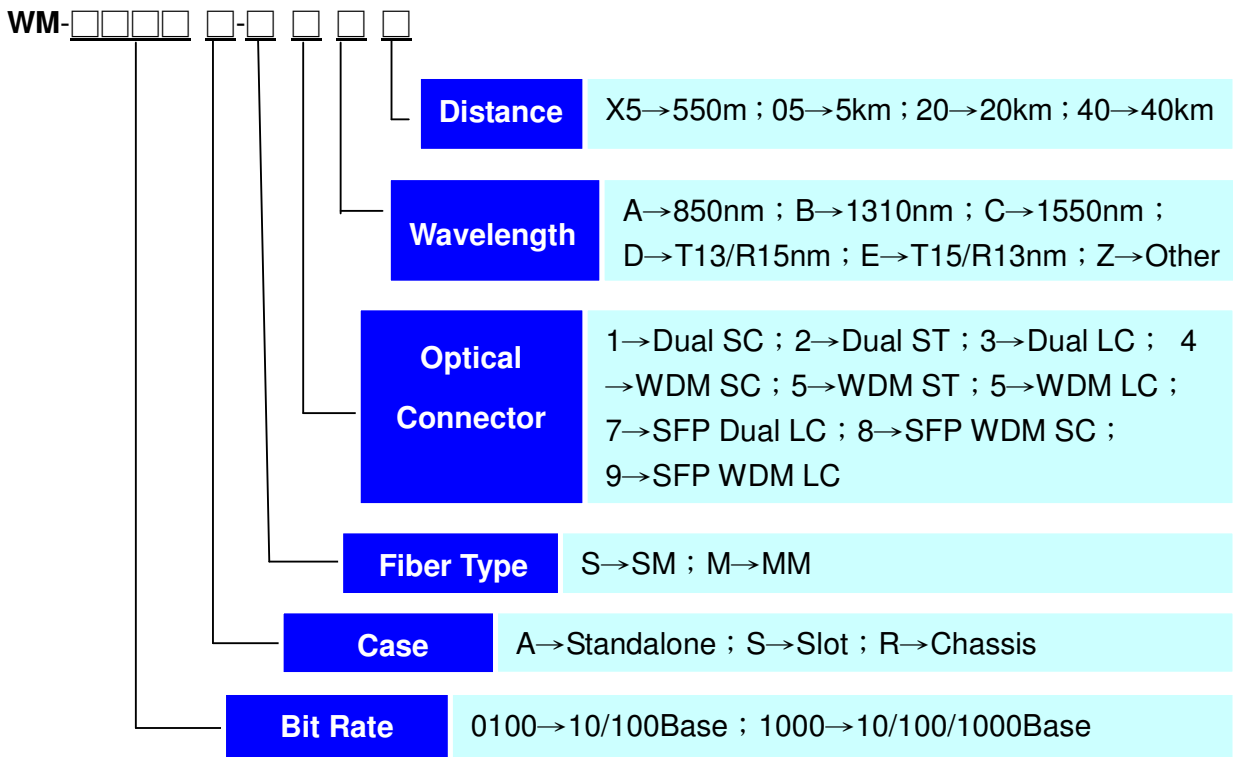 WM-□□□□ □-□ □ □ □
Distance
X5→550m；05→5km；20→20km；40→40km
Wavelength
A→850nm；B→1310nm；C→1550nm；
D→T13/R15nm；E→T15/R13nm；Z→Other
Optical
Connector
1→Dual SC；2→Dual ST；3→Dual LC； 4
→WDM SC；5→WDM ST；5→WDM LC；
7→SFP Dual LC；8→SFP WDM SC；
9→SFP WDM LC
Fiber Type
S→SM；M→MM
Case
A→Standalone；S→Slot；R→Chassis
Bit Rate
0100→10/100Base；1000→10/100/1000Base